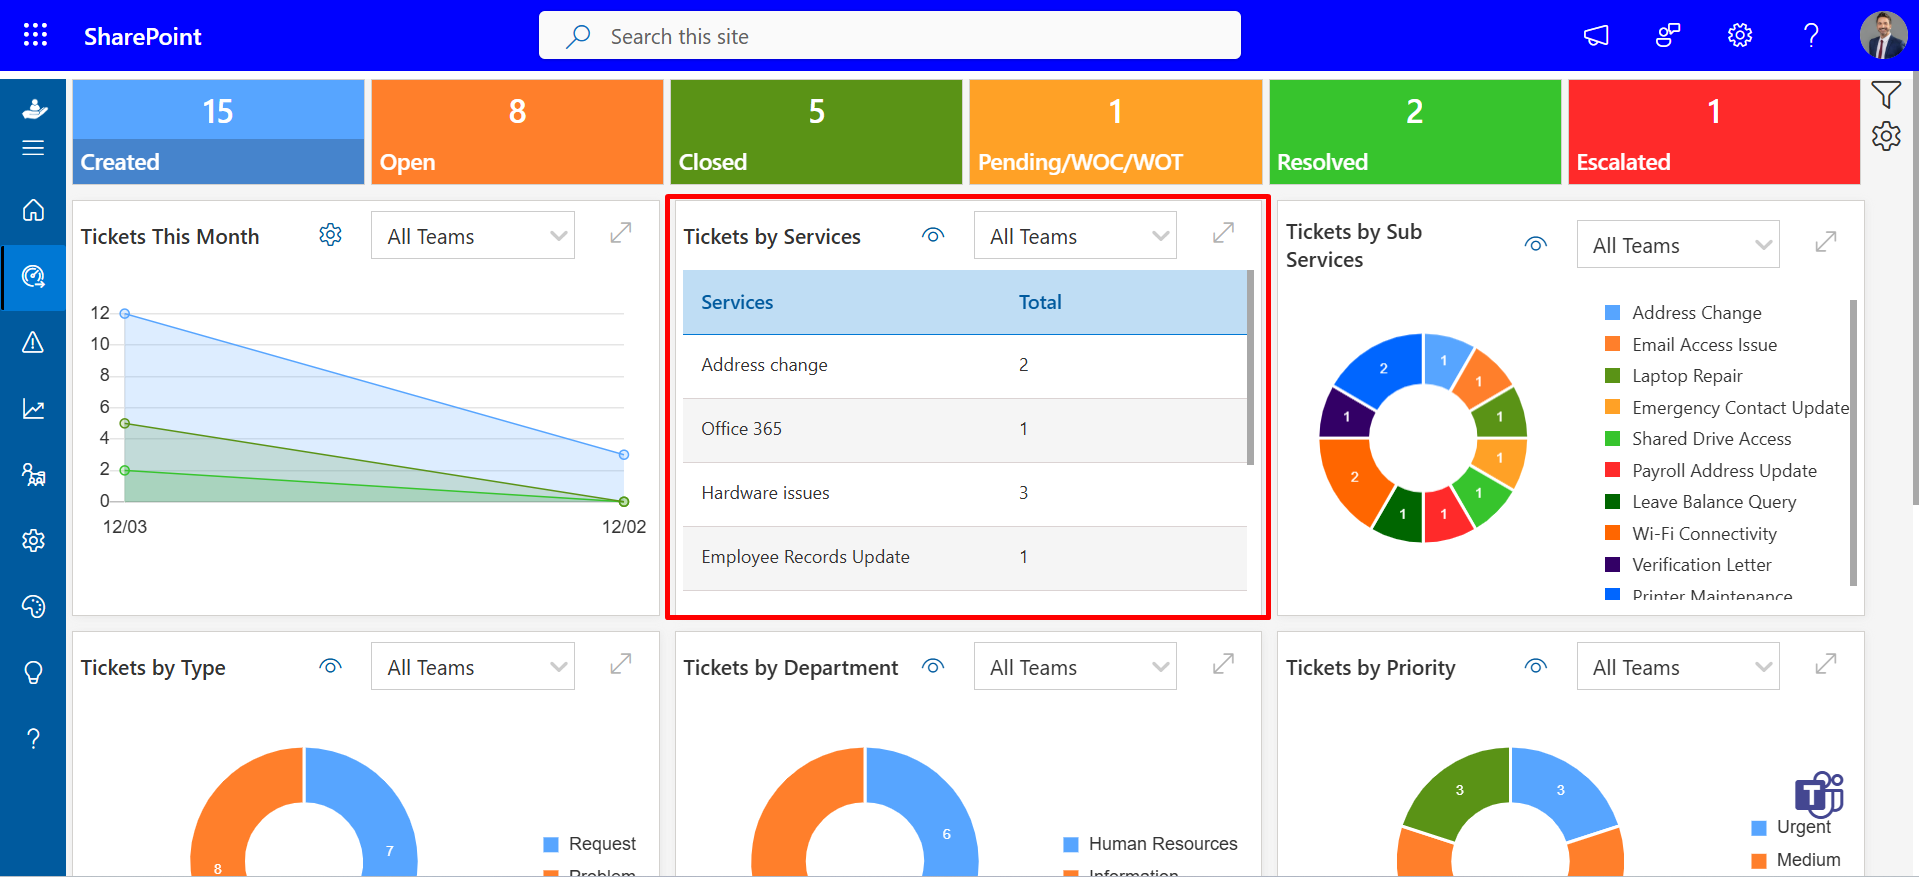 SharePoint
Search this site
15
Created
8
Open
5
Closed
1
Pending/WOC/WOT
2
Resolved
1
Escalated
Tickets This Month
All Teams
12
10
8
6
4
2
0
12/03
12/02
Tickets by Services
All Teams
Services Total
Address change 2
Office 365 1
Hardware issues 3
Employee Records Update 1
Tickets by Sub
Services
All Teams
1
1
1
1
1
1
1
2
1
2
Address Change
Email Access Issue
Laptop Repair
Emergency Contact Update
Shared Drive Access
Payroll Address Update
Leave Balance Query
Wi-Fi Connectivity
Verification Letter
Printer Maintenance
Tickets by Type
All Teams
7
8
Request
Problem
Tickets by Department
All Teams
6
Human Resources
Information
Tickets by Priority
All Teams
3
3
T
Urgent
Medium